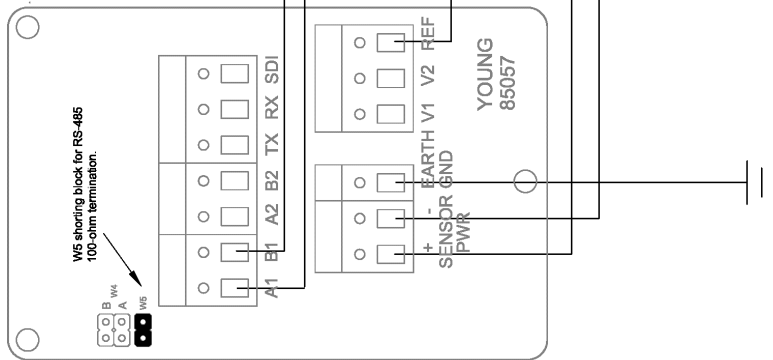 W5 shorting block for RS-485
100-ohm termination.
B
A
W4
W5
SDI
RX
TX
B2
A2
B1
A1
REF
V2
V1
EARTH
GND
-
+
SENSOR
PWR
YOUNG
85057